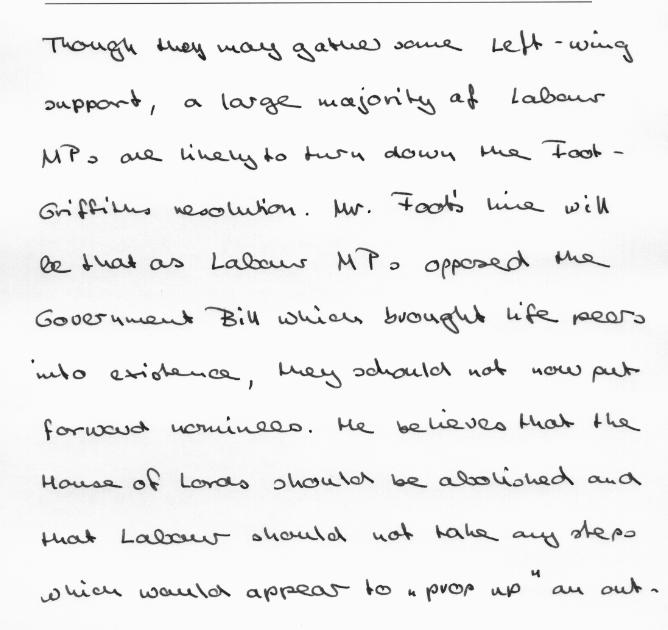 Though they may gather some Left-wing
support, a large majority of Labour
MPs are likely to turn down the Foot-
Griffiths resolution. Mr. Foot's line will
be that as Labour MPs opposed the
Government Bill which brought life peers
into existence, they should not now put
forward nominees. He believes that the
House of Lords should be abolished and
that Labour should not take any steps
which would appear to "prop up" an out-